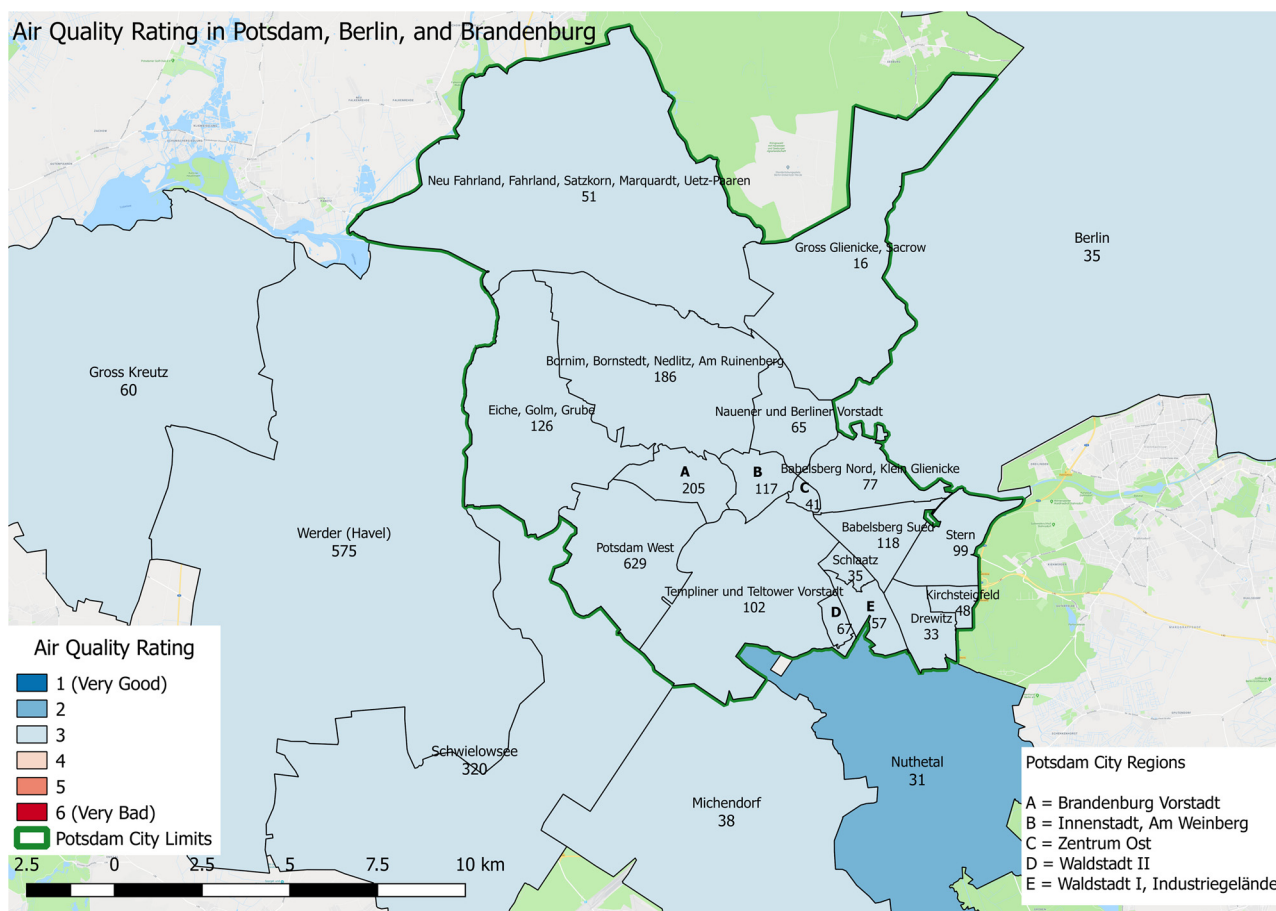 Air Quality Rating in Potsdam, Berlin, and Brandenburg
Neu Fahrland, Fahrland, Satzkorn, Marquardt, Uetz-Paaren
51
Gross Glienicke, Sacrow
16
Berlin
35
Gross Kreutz
60
Bornim, Bornstedt, Nedlitz, Am Ruinenberg
186
Eiche, Golm, Grube
126
Nauener und Berliner Vorstadt
65
A
205
B
117
C
41
Babelsberg Nord, Klein Glienicke
77
Werder (Havel)
575
Potsdam West
629
Babelsberg Sued
118
Stern
99
Schlaatz
35
Templiner und Teltower Vorstadt
102
Kirchsteigfeld
48
D
67
E
57
Drewitz
33
Schwielowsee
320
Michendorf
38
Nuthetal
31
Air Quality Rating
1 (Very Good)
2
3
4
5
6 (Very Bad)
Potsdam City Limits
2.5 0 2.5 5 7.5 10 km
Potsdam City Regions
A = Brandenburg Vorstadt
B = Innenstadt, Am Weinberg
C = Zentrum Ost
D = Waldstadt II
E = Waldstadt I, Industriegelände